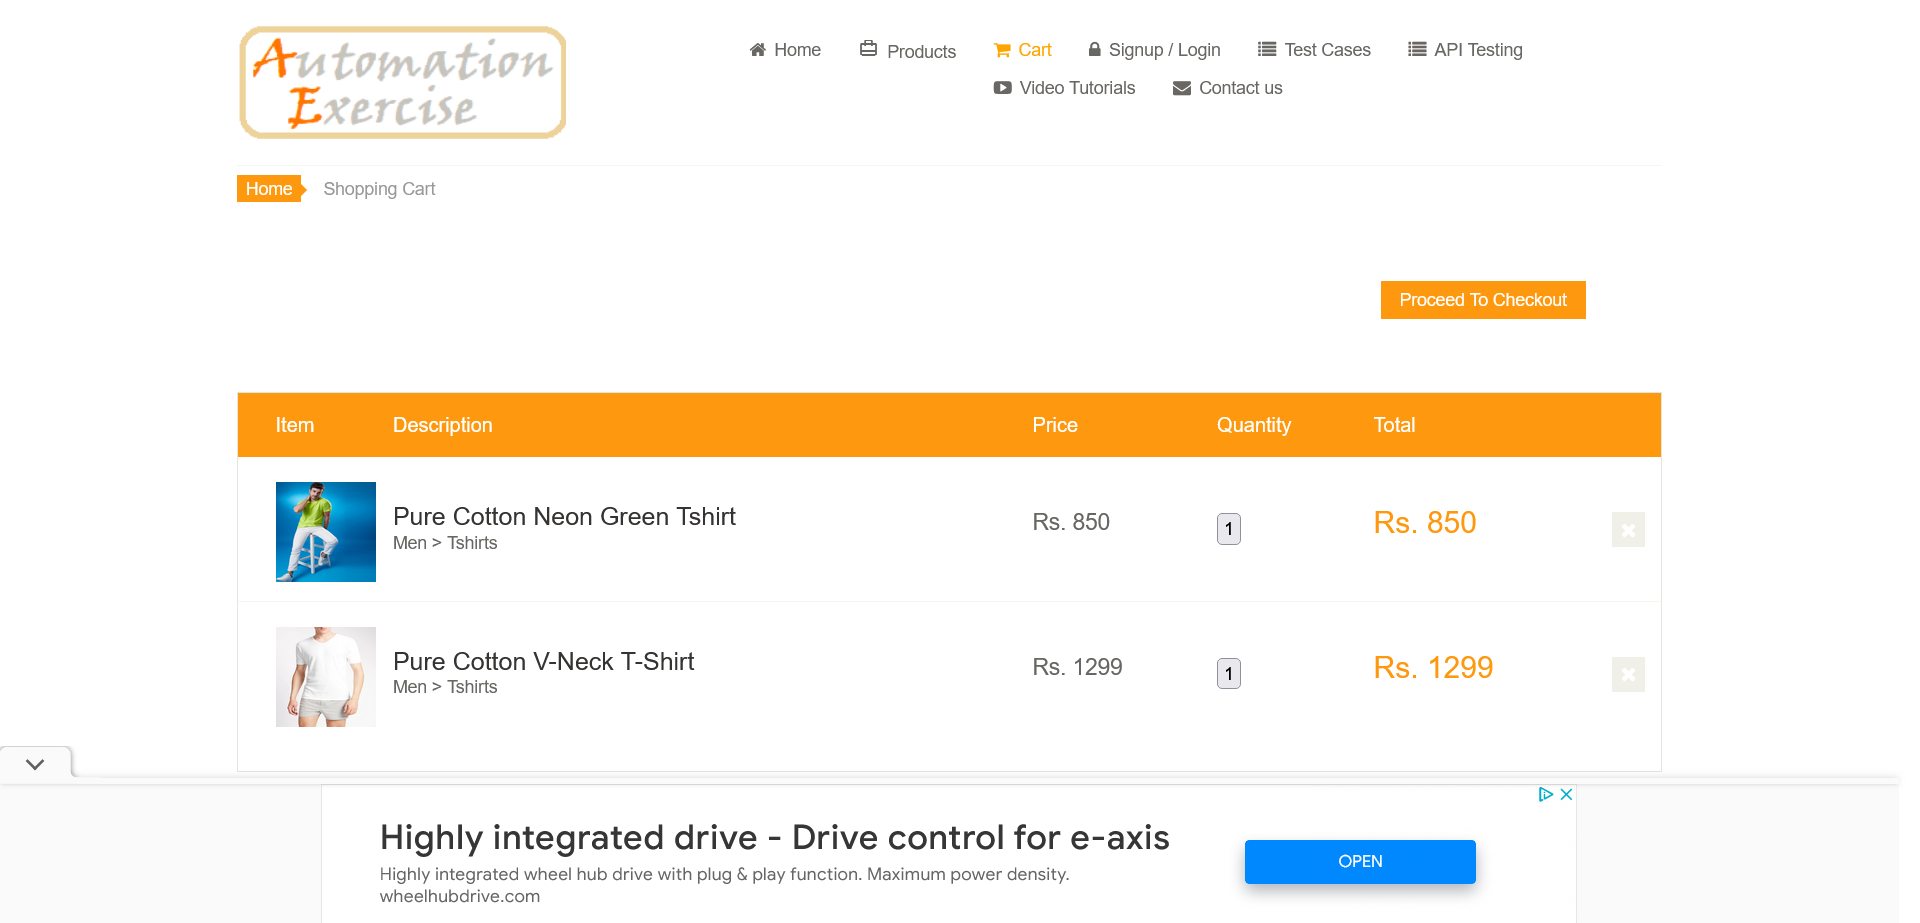 Automation
Exercise
Home
Products
Cart
Signup / Login
Test Cases
API Testing
Video Tutorials
Contact us
Home
Shopping Cart
Proceed To Checkout
Item Description Price Quantity Total
Pure Cotton Neon Green Tshirt
Men > Tshirts
Rs. 850
1
Rs. 850
Pure Cotton V-Neck T-Shirt
Men > Tshirts
Rs. 1299
1
Rs. 1299
Highly integrated drive - Drive control for e-axis
Highly integrated wheel hub drive with plug & play function. Maximum power density.
wheelhubdrive.com
OPEN